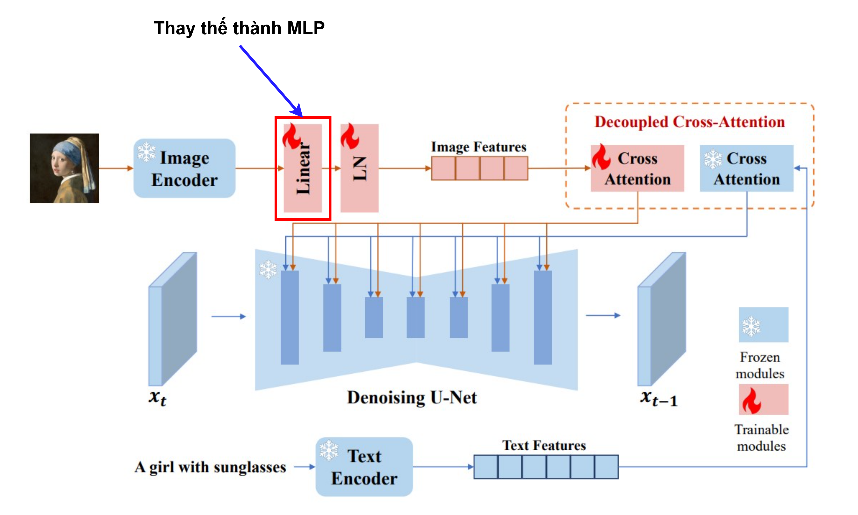 Thay thế thành MLP
Image
Encoder
Linear
LN
Image Features
Decoupled Cross-Attention
Cross
Attention
Cross
Attention
x_t
Denoising U-Net
x_{t-1}
Frozen
modules
Trainable
modules
A girl with sunglasses
Text
Encoder
Text Features